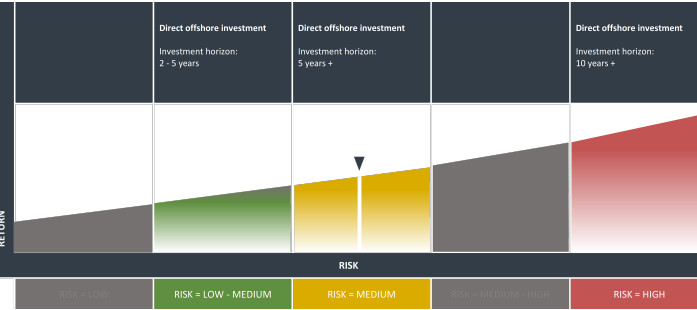 Direct offshore investment
Investment horizon:
2 - 5 years
Direct offshore investment
Investment horizon:
5 years +
Direct offshore investment
Investment horizon:
10 years +
RETURN
RISK
RISK = LOW
RISK = LOW - MEDIUM
RISK = MEDIUM
RISK = MEDIUM - HIGH
RISK = HIGH